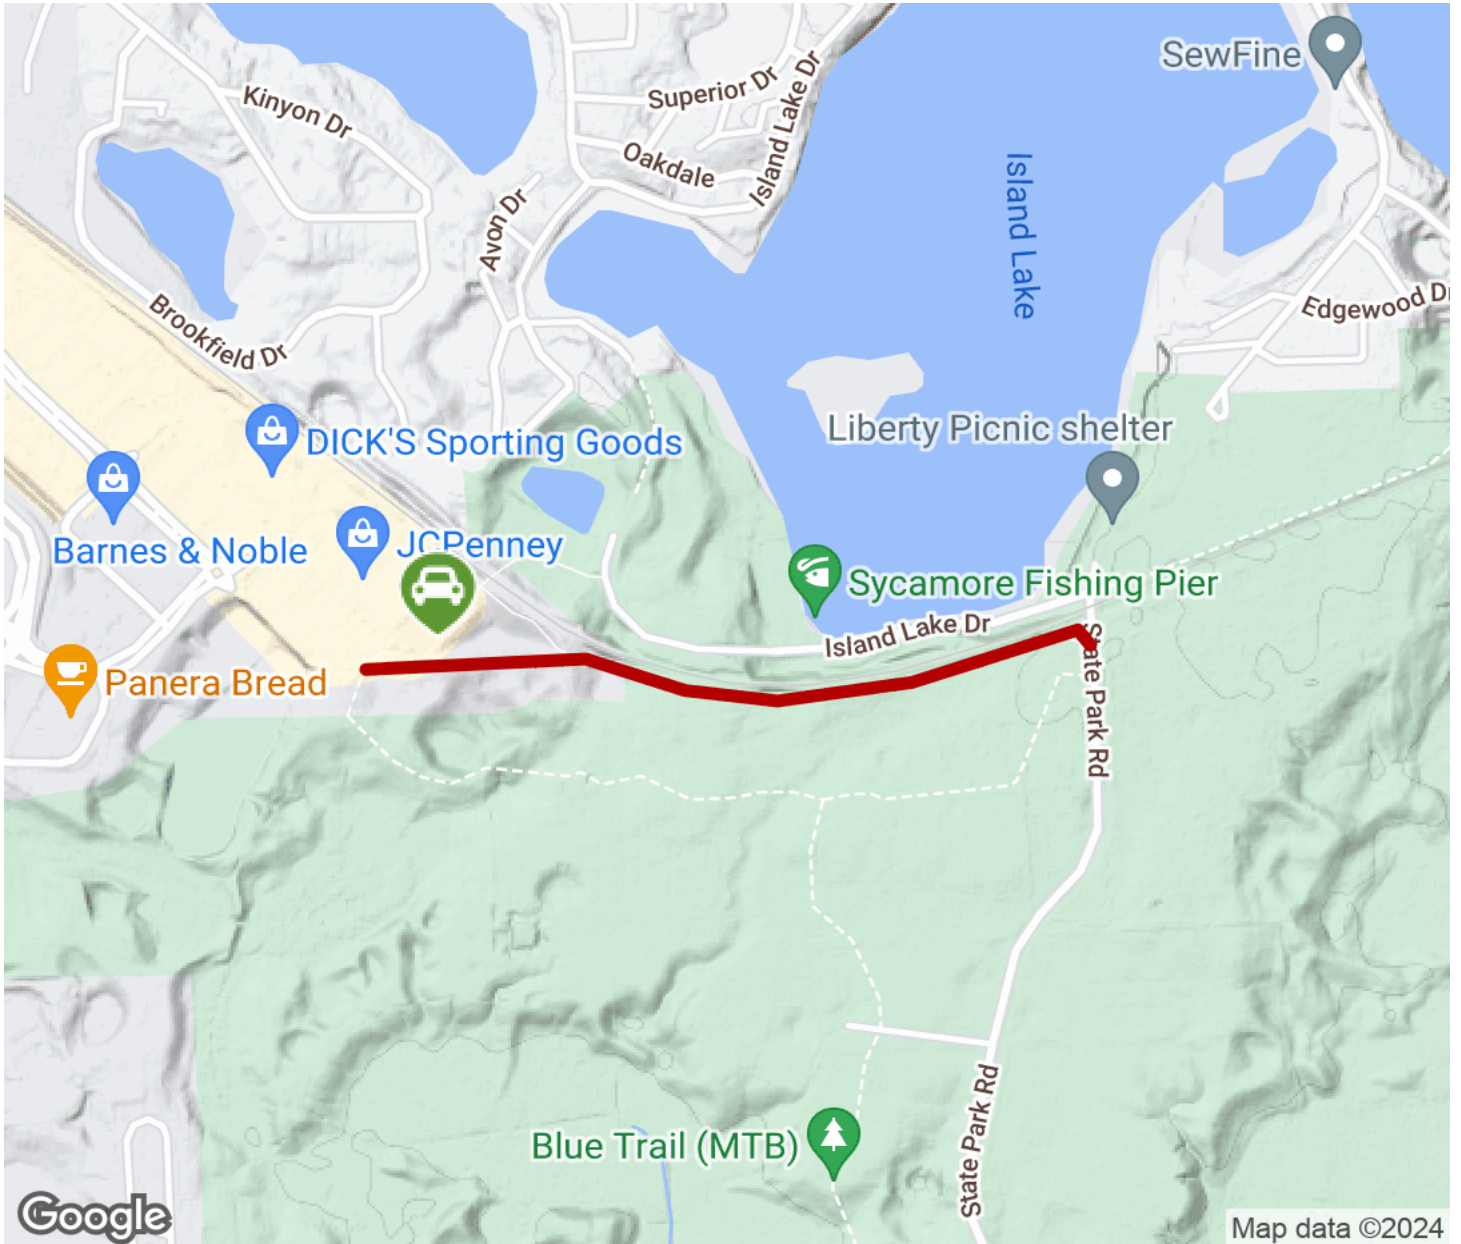 SewFine
Superior Dr
Kinyon Dr
Island Lake Dr
Oakdale
Island Lake
Avon Dr
Edgewood Dr
Brookfield Dr
DICK'S Sporting Goods
Liberty Picnic shelter
Barnes & Noble
JCPenney
Sycamore Fishing Pier
Island Lake Dr
State Park Rd
Panera Bread
State Park Rd
Blue Trail (MTB)
Google
Map data ©2024